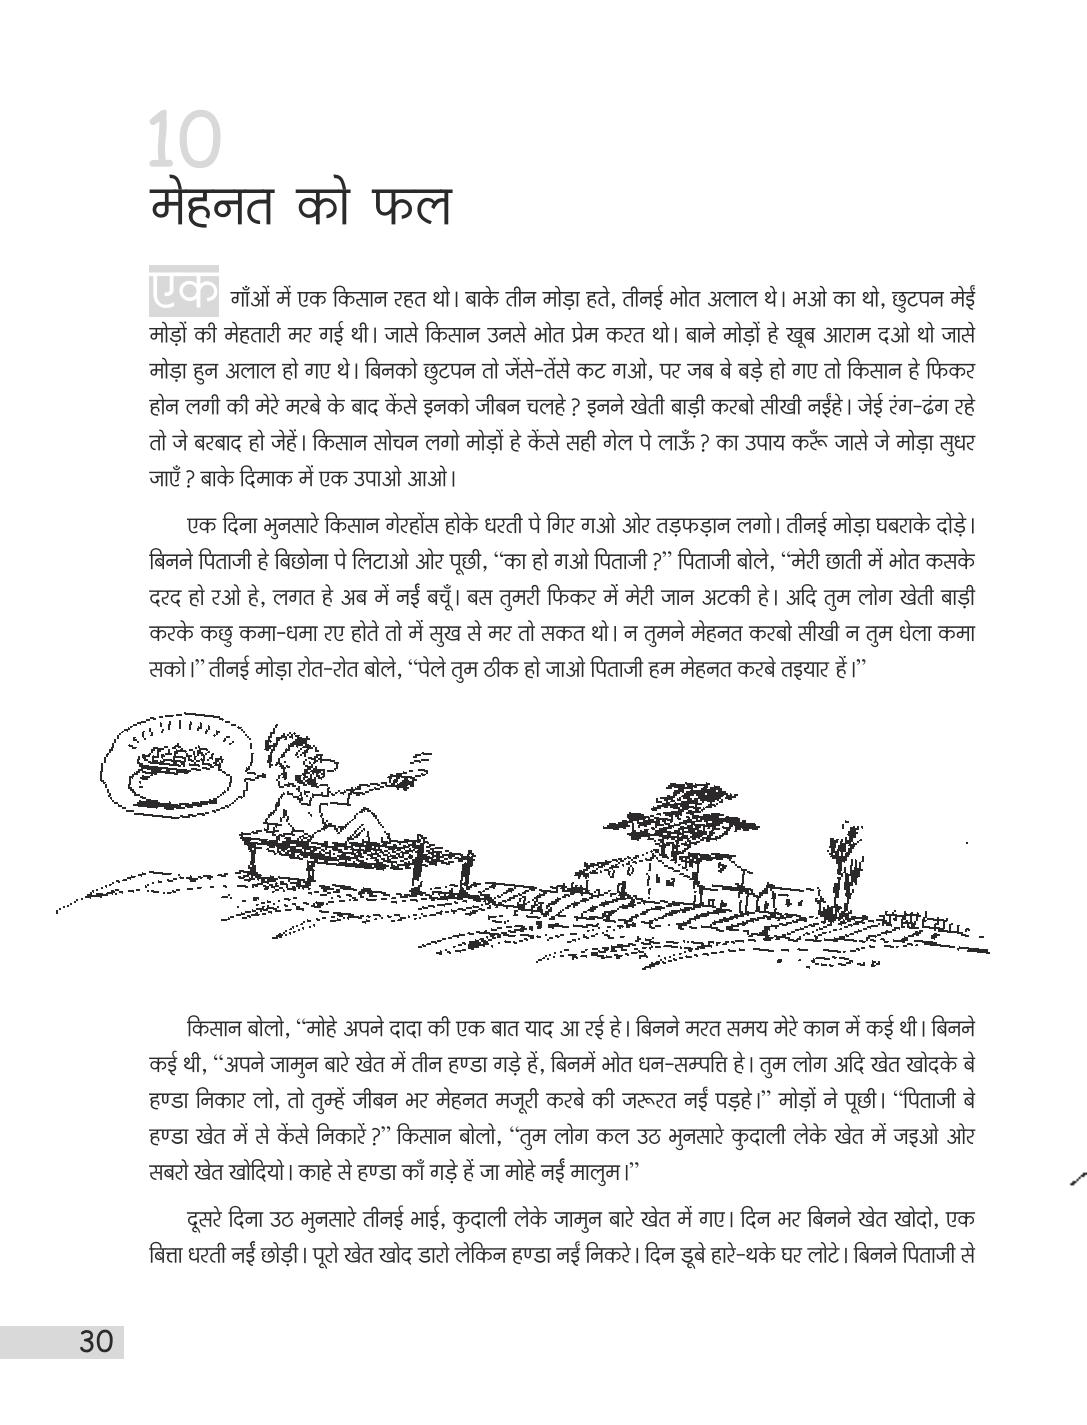 10
मेहनत को फल
एक गाँओं में एक किसान रहत थो। बाके तीन मोड़ा हते, तीनई भोत अलाल थे। भओ का थो, छुटपन मेईं
मोड़ों की मेहतारी मर गई थी। जासे किसान उनसे भोत प्रेम करत थो। बाने मोड़ों हे खूब आराम दओ थो जासे
मोड़ा हुन अलाल हो गए थे। बिनको छुटपन तो जेंसे-तेंसे कट गओ, पर जब बे बड़े हो गए तो किसान हे फिकर
होन लगी की मेरे मरबे के बाद केंसे इनको जीबन चलहे? इनने खेती बाड़ी करबो सीखी नईंहे। जेई रंग-ढंग रहे
तो जे बरबाद हो जेहें। किसान सोचन लगो मोड़ों हे केंसे सही गेल पे लाऊँ? का उपाय करूँ जासे जे मोड़ा सुधर
जाएँ? बाके दिमाक में एक उपाओ आओ।
एक दिना भुनसारे किसान गेरहोंस होके धरती पे गिर गओ ओर तड़फड़ान लगो। तीनई मोड़ा घबराके दोड़े।
बिनने पिताजी हे बिछोना पे लिटाओ ओर पूछी, “का हो गओ पिताजी?” पिताजी बोले, “मेरी छाती में भोत कसके
दरद हो रओ हे, लगत हे अब में नईं बचूँ। बस तुमरी फिकर में मेरी जान अटकी हे। अदि तुम लोग खेती बाड़ी
करके कछु कमा-धमा रए होते तो में सुख से मर तो सकत थो। न तुमने मेहनत करबो सीखी न तुम धेला कमा
सको।” तीनई मोड़ा रोत-रोत बोले, “पेले तुम ठीक हो जाओ पिताजी हम मेहनत करबे तइयार हें।”
किसान बोलो, “मोहे अपने दादा की एक बात याद आ रई हे। बिनने मरत समय मेरे कान में कई थी। बिनने
कई थी, “अपने जामुन बारे खेत में तीन हण्डा गड़े हें, बिनमें भोत धन-सम्पत्ति हे। तुम लोग अदि खेत खोदके बे
हण्डा निकार लो, तो तुम्हें जीबन भर मेहनत मजूरी करबे की जरूरत नईं पड़हे।” मोड़ों ने पूछी। “पिताजी बे
हण्डा खेत में से केंसे निकारें?” किसान बोलो, “तुम लोग कल उठ भुनसारे कुदाली लेके खेत में जइओ ओर
सबरो खेत खोदियो। काहे से हण्डा काँ गड़े हें जा मोहे नईं मालुम।”
दूसरे दिना उठ भुनसारे तीनई भाई, कुदाली लेके जामुन बारे खेत में गए। दिन भर बिनने खेत खोदो, एक
बित्ता धरती नईं छोड़ी। पूरो खेत खोद डारो लेकिन हण्डा नईं निकरे। दिन डूबे हारे-थके घर लोटे। बिनने पिताजी से
30